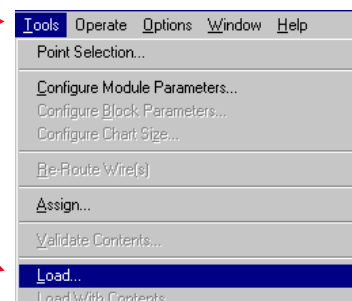 Tools Operate Options Window Help
Point Selection...
Configure Module Parameters...
Configure Block Parameters...
Configure Chart Size...
Re-Route Wire(s)
Assign...
Validate Contents...
Load...
Load With Contents